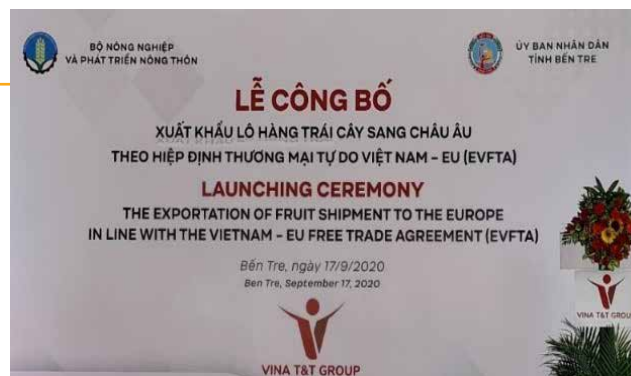 BỘ NÔNG NGHIỆP
VÀ PHÁT TRIỂN NÔNG THÔN
ỦY BAN NHÂN DÂN
TỈNH BẾN TRE
LỄ CÔNG BỐ
XUẤT KHẨU LÔ HÀNG TRÁI CÂY SANG CHÂU ÂU
THEO HIỆP ĐỊNH THƯƠNG MẠI TỰ DO VIỆT NAM – EU (EVFTA)
LAUNCHING CEREMONY
THE EXPORTATION OF FRUIT SHIPMENT TO THE EUROPE
IN LINE WITH THE VIETNAM – EU FREE TRADE AGREEMENT (EVFTA)
Bến Tre, ngày 17/9/2020
Ben Tre, September 17, 2020
VINA T&T GROUP
VINA T&T GROU